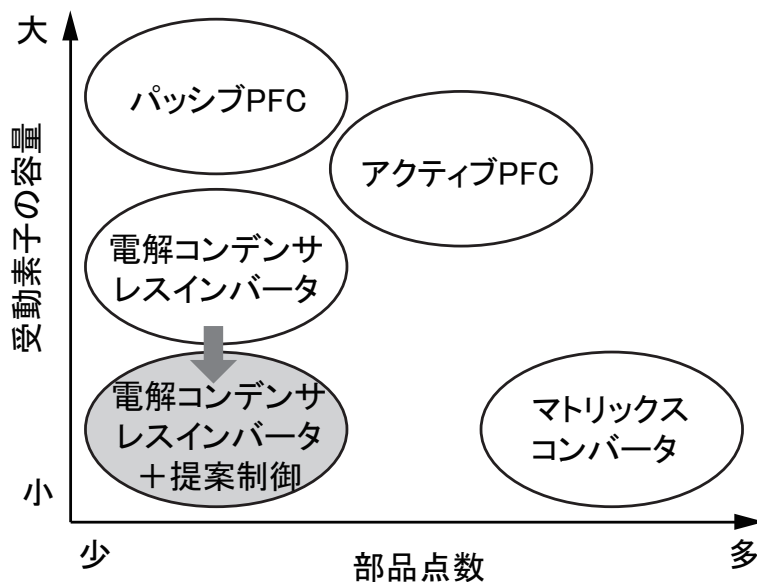 大
パッシブPFC
アクティブPFC
受動素子の容量
電解コンデンサ
レスインバータ
電解コンデンサ
レスインバータ
＋提案制御
マトリックス
コンバータ
小
少
部品点数
多